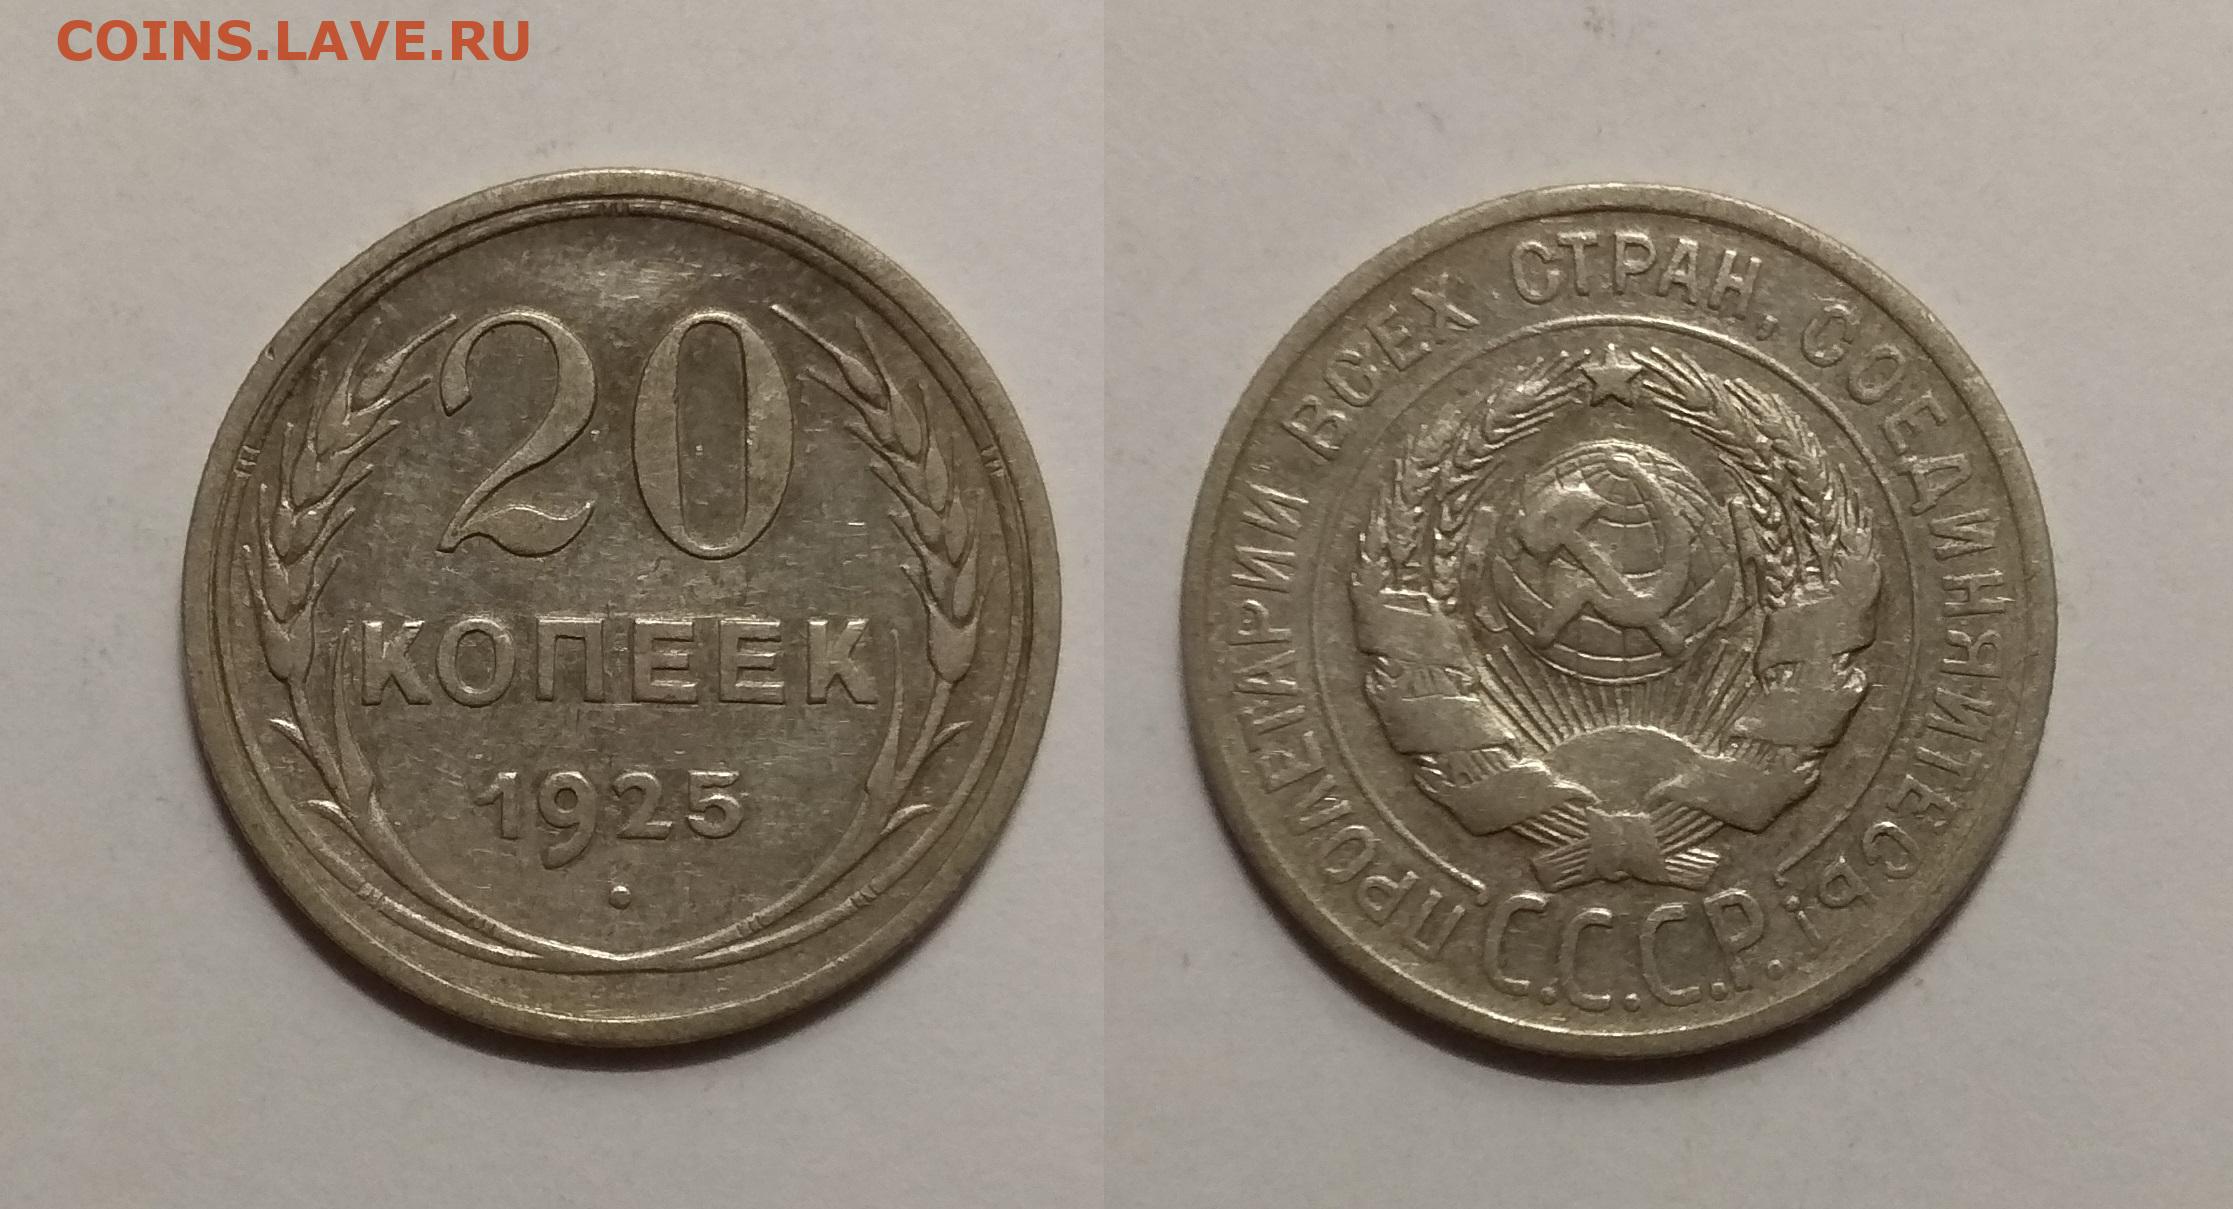 COINS.LAVE.RU
20
КОПЕЕК
1925
ПРОЛЕТАРИИ ВСЕХ СТРАН, СОЕДИНЯЙТЕСЬ!
С.С.С.Р.